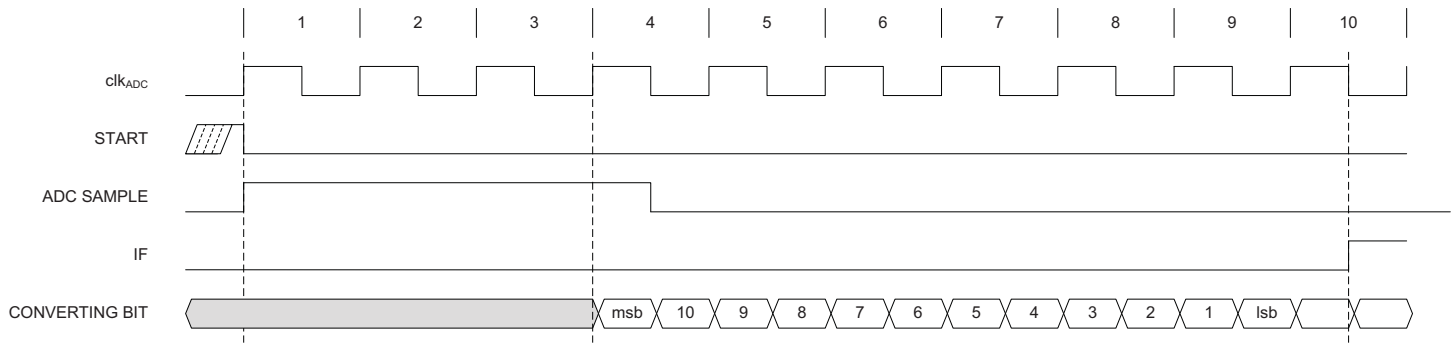 1 2 3 4 5 6 7 8 9 10
clkADC
START
ADC SAMPLE
IF
CONVERTING BIT msb 10 9 8 7 6 5 4 3 2 1 lsb